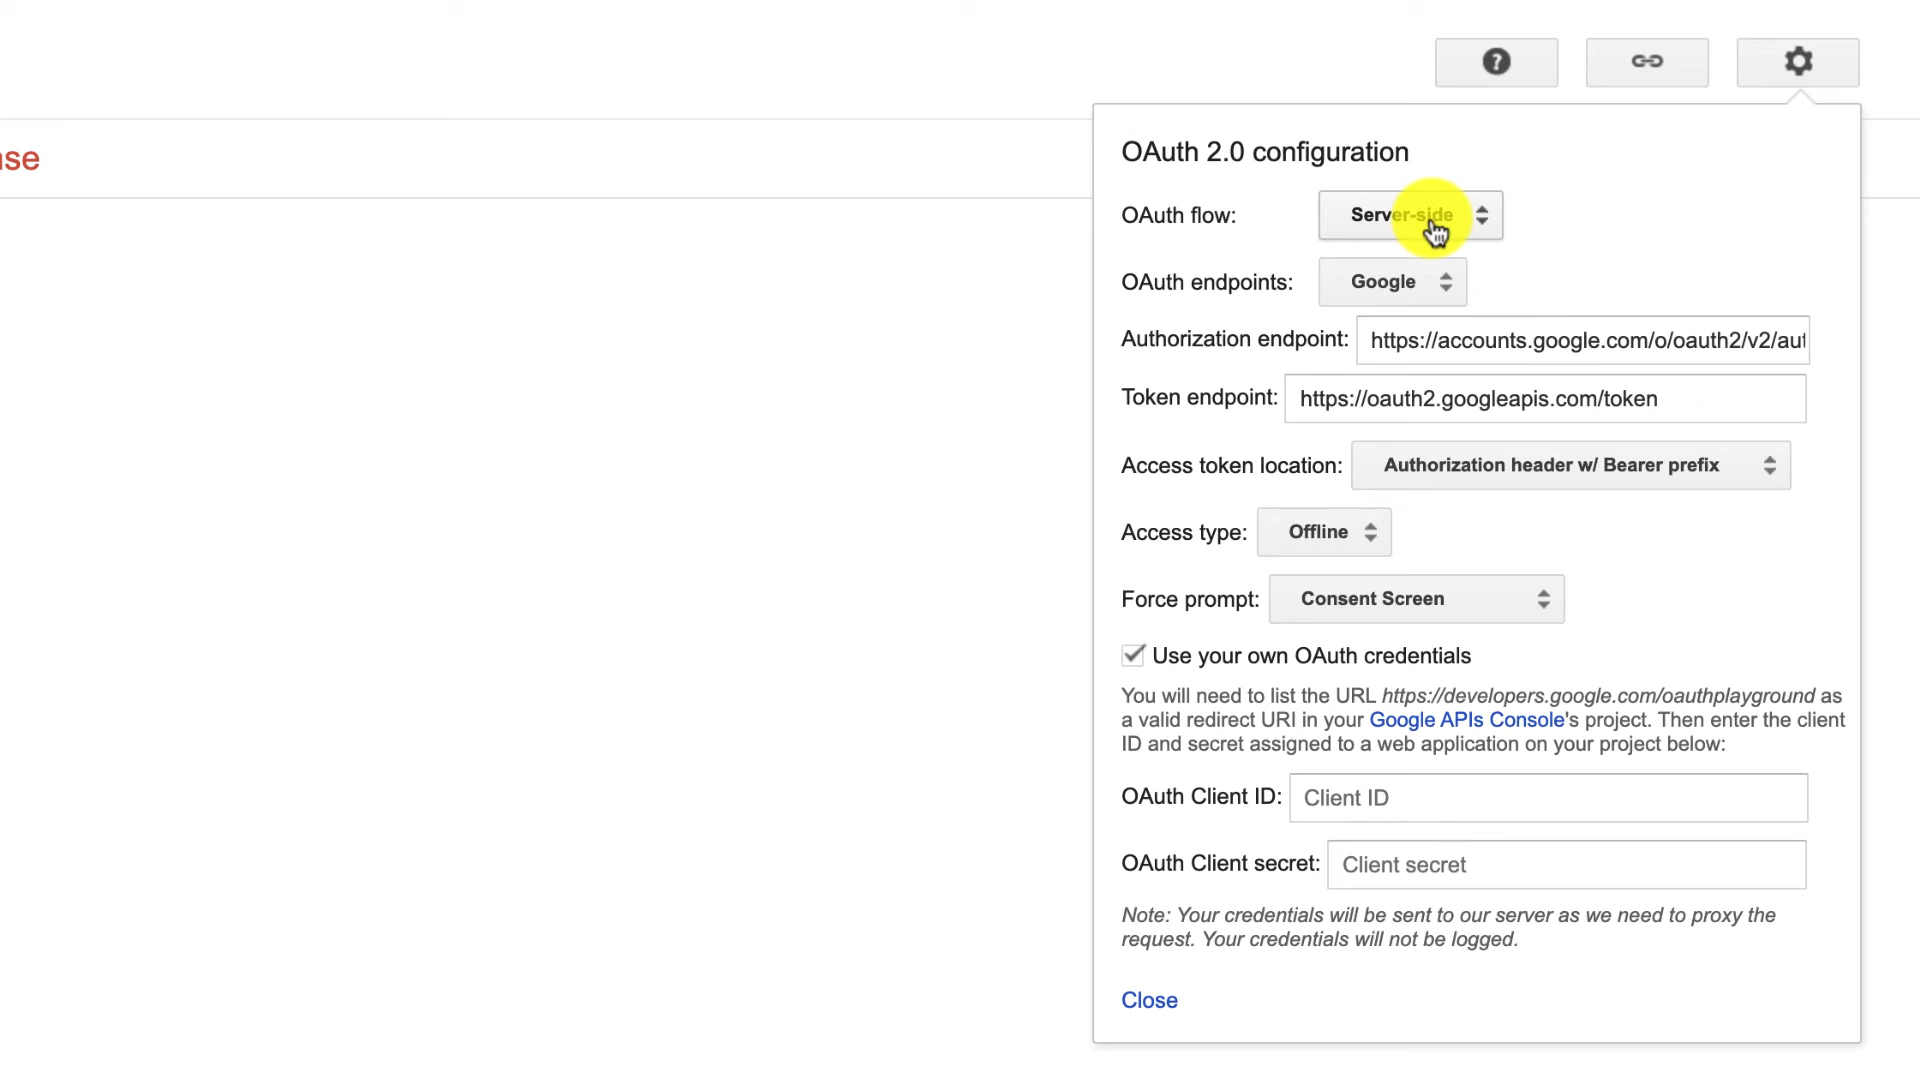 OAuth 2.0 configuration
OAuth flow: Server-side
OAuth endpoints: Google
Authorization endpoint: https://accounts.google.com/o/oauth2/v2/aut
Token endpoint: https://oauth2.googleapis.com/token
Access token location: Authorization header w/ Bearer prefix
Access type: Offline
Force prompt: Consent Screen
Use your own OAuth credentials
You will need to list the URL https://developers.google.com/oauthplayground as
a valid redirect URI in your Google APIs Console's project. Then enter the client
ID and secret assigned to a web application on your project below:
OAuth Client ID: Client ID
OAuth Client secret: Client secret
Note: Your credentials will be sent to our server as we need to proxy the
request. Your credentials will not be logged.
Close